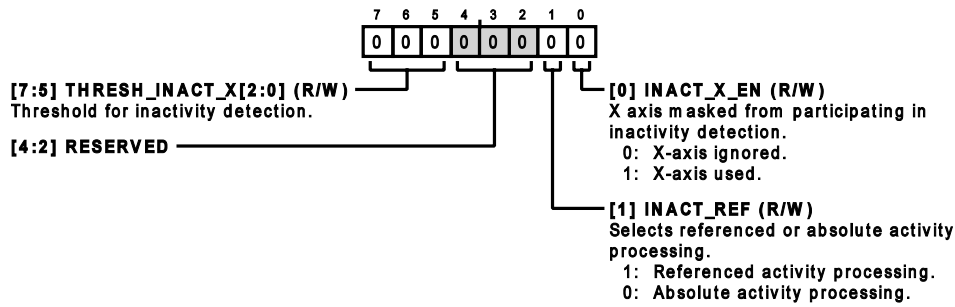 7 6 5 4 3 2 1 0
0 0 0 0 0 0 0 0
[7:5] THRESH_INACT_X[2:0] (R/W)
Threshold for inactivity detection.
[4:2] RESERVED
[0] INACT_X_EN (R/W)
X axis masked from participating in
inactivity detection.
0: X-axis ignored.
1: X-axis used.
[1] INACT_REF (R/W)
Selects referenced or absolute activity
processing.
1: Referenced activity processing.
0: Absolute activity processing.